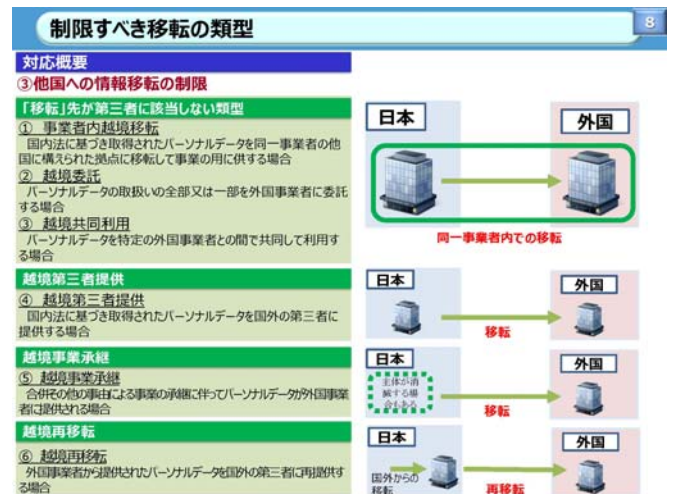 制限すべき移転の類型
8
対応概要
③他国への情報移転の制限
「移転」先が第三者に該当しない類型
① 事業者内越境移転
国内法に基づき取得されたパーソナルデータを同一事業者の他
国に構えられた拠点に移転して事業の用に供する場合
② 越境委託
パーソナルデータの取扱いの全部又は一部を外国事業者に委託
する場合
③ 越境共同利用
パーソナルデータを特定の外国事業者との間で共同して利用す
る場合
日本
外国
同一事業者内での移転
越境第三者提供
④ 越境第三者提供
国内法に基づき取得されたパーソナルデータを国外の第三者に
提供する場合
日本
外国
移転
越境事業承継
⑤ 越境事業承継
合併その他の事由による事業の承継に伴ってパーソナルデータが外国事業
者に提供される場合
日本
主体が消
滅する場
合もある
外国
移転
越境再移転
⑥ 越境再移転
外国事業者から提供されたパーソナルデータを国外の第三者に再提供す
る場合
日本
国外からの
移転
外国
再移転